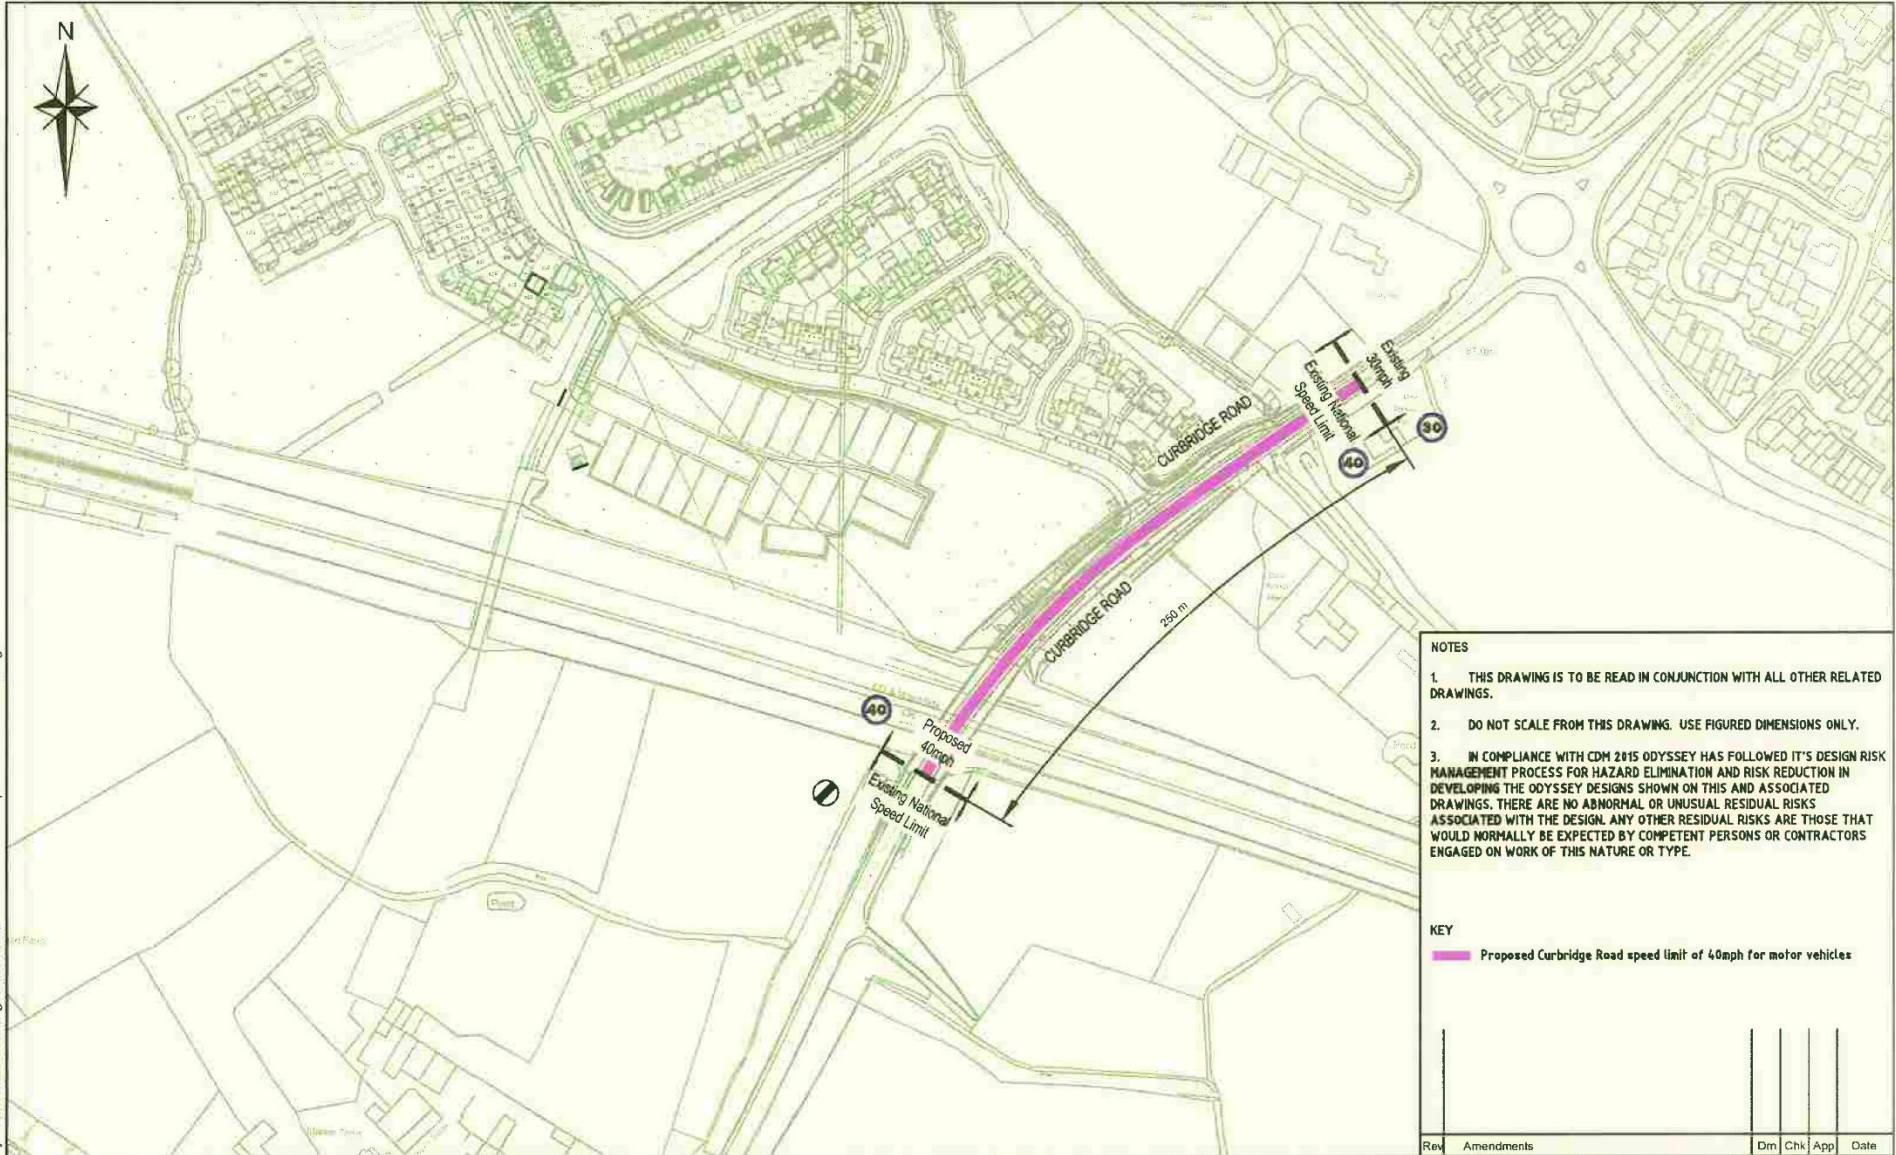 N
CURBRIDGE ROAD
CURBRIDGE ROAD
Existing
30mph
Existing National
Speed Limit
30
40
250 m
40
Proposed
40mph
Existing National
Speed Limit
Pond
Pond
NOTES
1. THIS DRAWING IS TO BE READ IN CONJUNCTION WITH ALL OTHER RELATED
DRAWINGS.
2. DO NOT SCALE FROM THIS DRAWING. USE FIGURED DIMENSIONS ONLY.
3. IN COMPLIANCE WITH CDM 2015 ODYSSEY HAS FOLLOWED IT'S DESIGN RISK
MANAGEMENT PROCESS FOR HAZARD ELIMINATION AND RISK REDUCTION IN
DEVELOPING THE ODYSSEY DESIGNS SHOWN ON THIS AND ASSOCIATED
DRAWINGS. THERE ARE NO ABNORMAL OR UNUSUAL RESIDUAL RISKS
ASSOCIATED WITH THE DESIGN. ANY OTHER RESIDUAL RISKS ARE THOSE THAT
WOULD NORMALLY BE EXPECTED BY COMPETENT PERSONS OR CONTRACTORS
ENGAGED ON WORK OF THIS NATURE OR TYPE.
KEY
Proposed Curbridge Road speed limit of 40mph for motor vehicles
Rev Amendments Drn Chk App Date